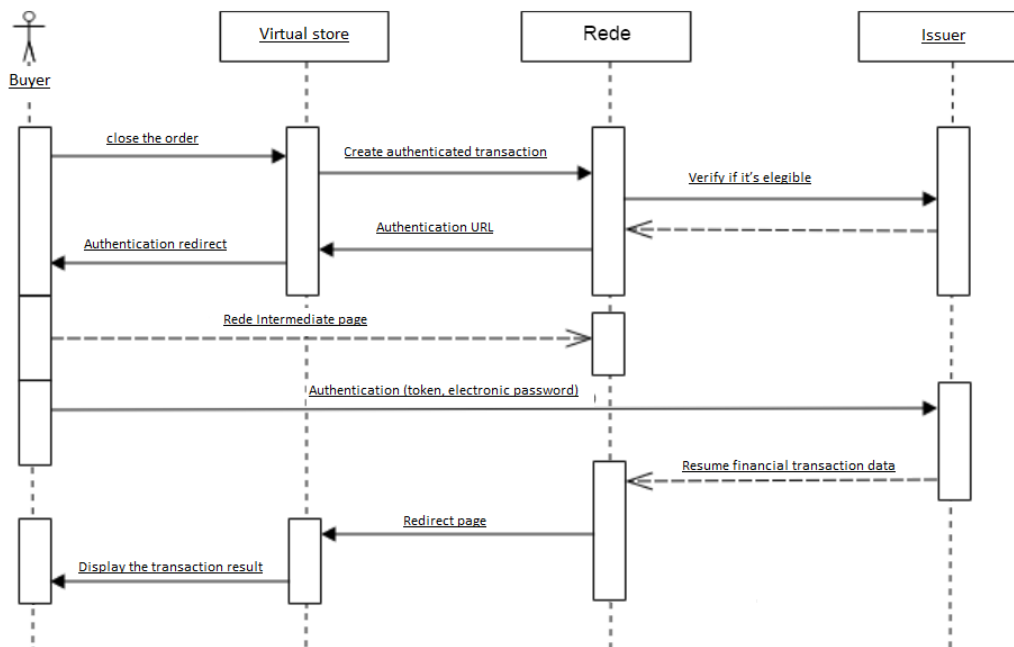 Virtual store
Rede
Issuer
Buyer
close the order
Create authenticated transaction
Verify if it's elegible
Authentication URL
Authentication redirect
Rede Intermediate page
Authentication (token, electronic password)
Resume financial transaction data
Redirect page
Display the transaction result